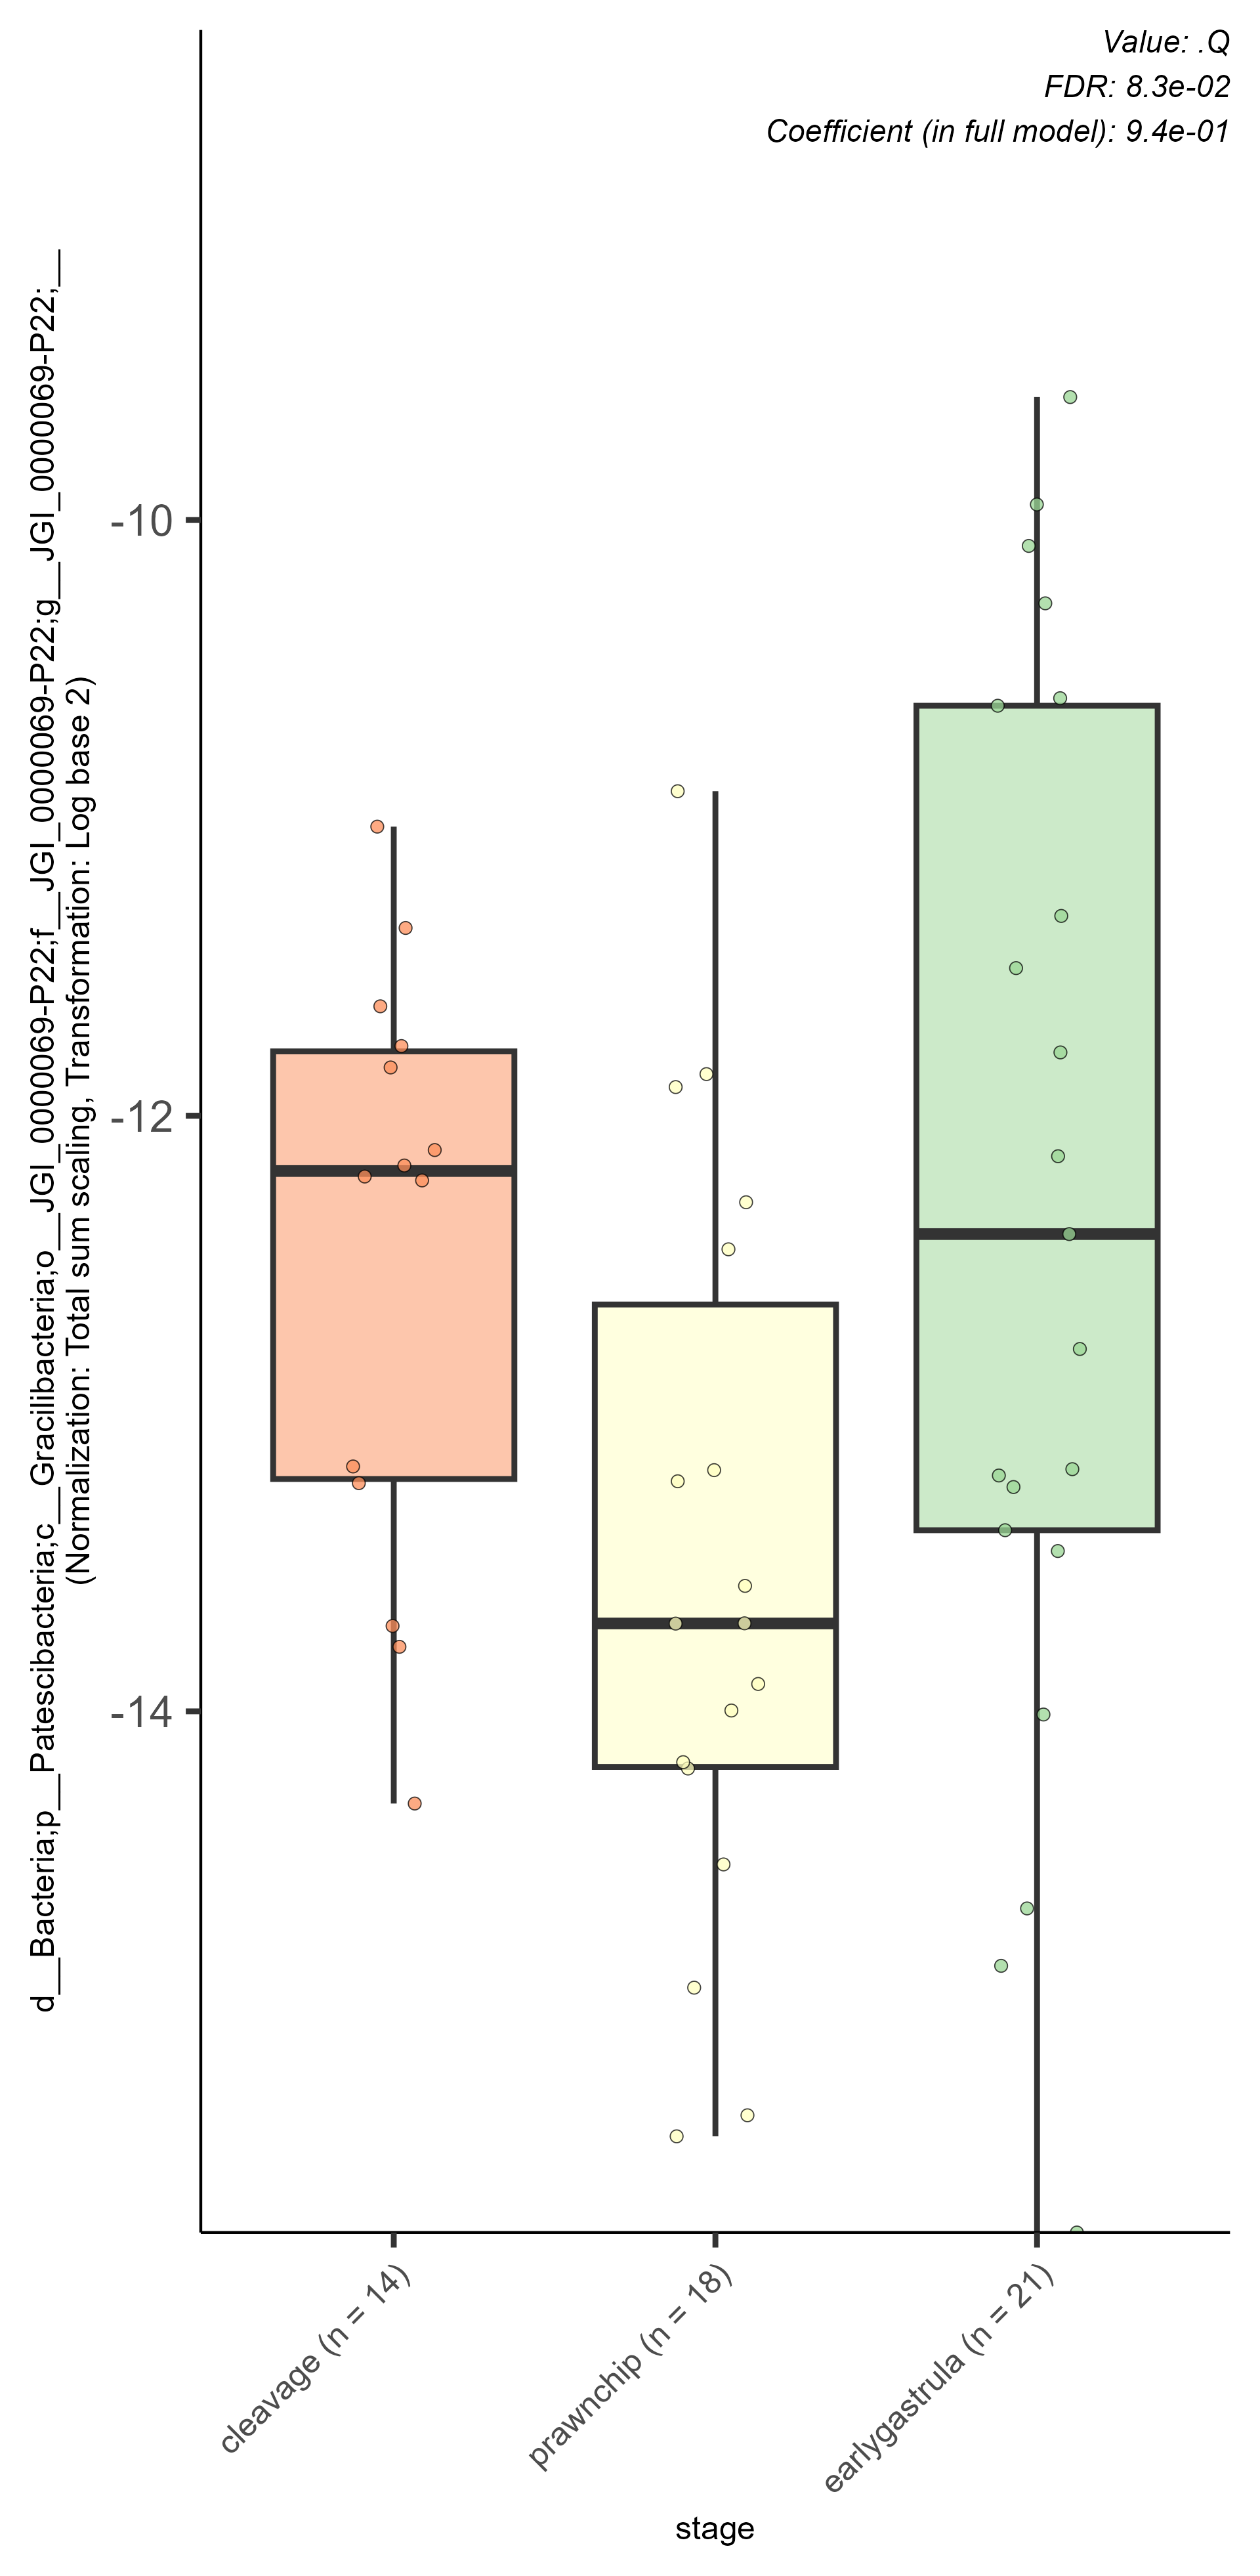 Value: .Q
FDR: 8.3e-02
Coefficient (in full model): 9.4e-01
d__Bacteria;p__Patescibacteria;c__Gracilibacteria;o__JGI_0000069-P22;f__JGI_0000069-P22;g__JGI_0000069-P22;__
(Normalization: Total sum scaling, Transformation: Log base 2)
-10
-12
-14
cleavage (n = 14)
prawnchip (n = 18)
earlygastrula (n = 21)
stage